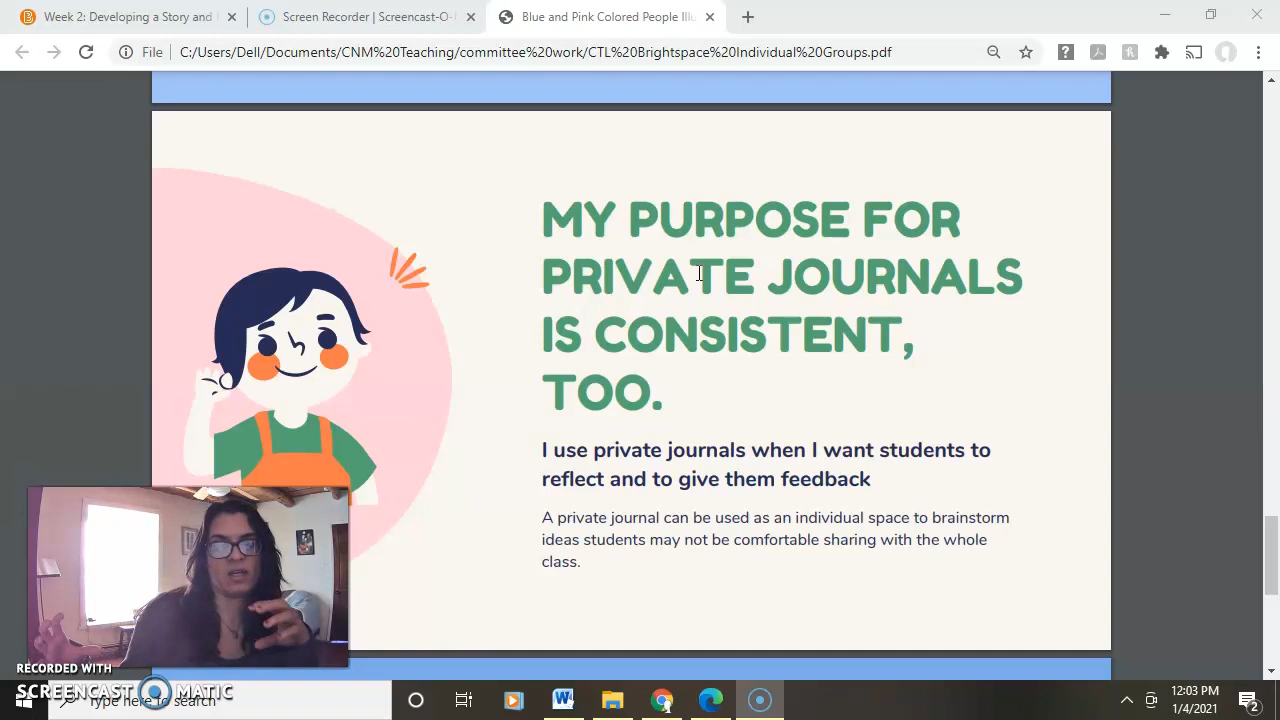 Week 2: Developing a Story and
Screen Recorder | Screencast-O-
Blue and Pink Colored People Illu
File
C:/Users/Dell/Documents/CNM%20Teaching/committee%20work/CTL%20Brightspace%20Individual%20Groups.pdf
MY PURPOSE FOR
PRIVATE JOURNALS
IS CONSISTENT,
TOO.
I use private journals when I want students to
reflect and to give them feedback
A private journal can be used as an individual space to brainstorm
ideas students may not be comfortable sharing with the whole
class.
RECORDED WITH
SCREENCAST MATIC
Type here to search
12:03 PM
1/4/2021
2